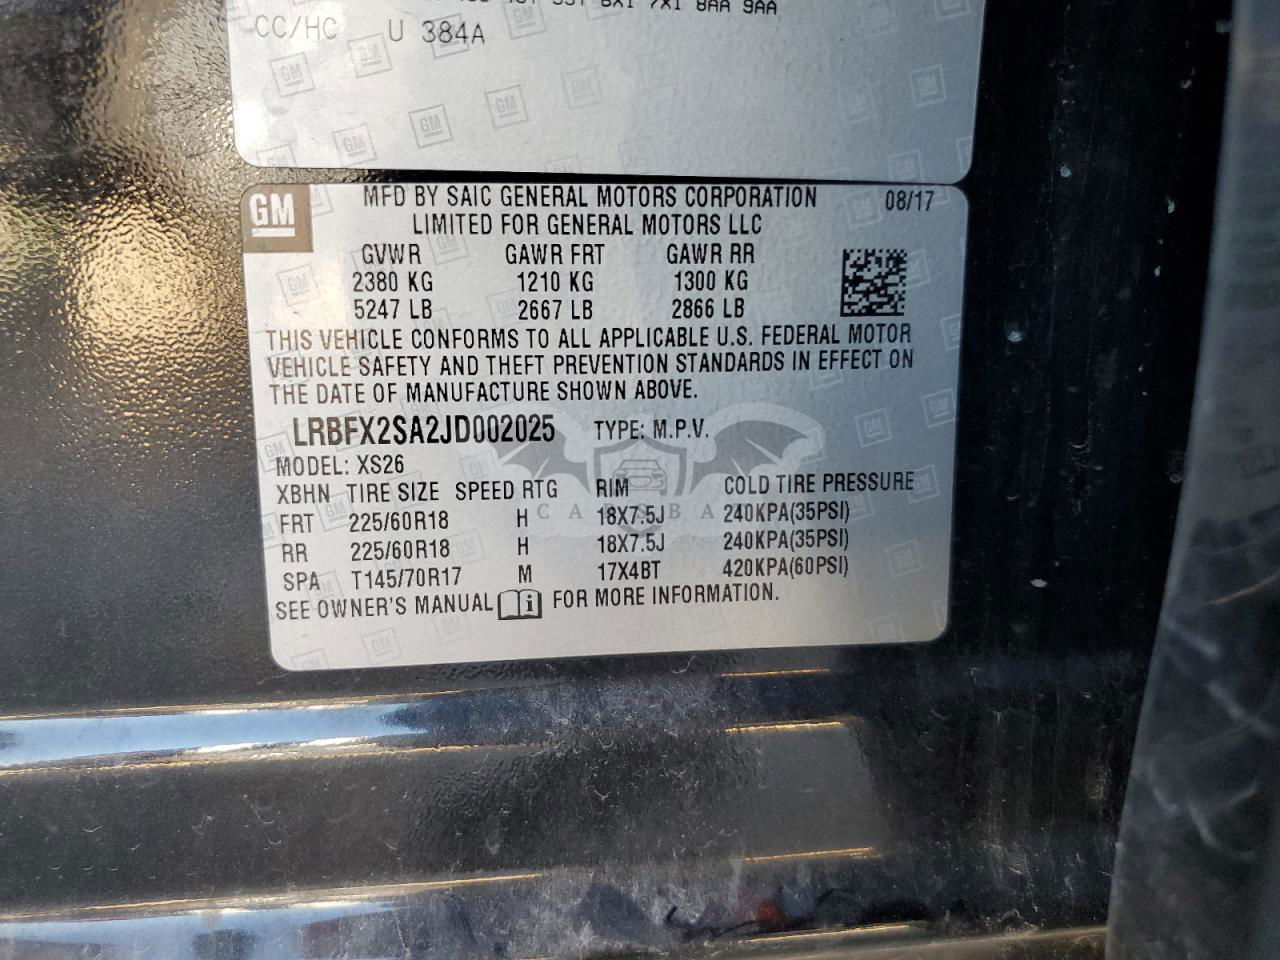 8X1 7X1 8AA 9AA
CC/HC U 384A
GM
MFD BY SAIC GENERAL MOTORS CORPORATION 08/17
LIMITED FOR GENERAL MOTORS LLC
GVWR GAWR FRT GAWR RR
2380 KG 1210 KG 1300 KG
5247 LB 2667 LB 2866 LB
THIS VEHICLE CONFORMS TO ALL APPLICABLE U.S. FEDERAL MOTOR
VEHICLE SAFETY AND THEFT PREVENTION STANDARDS IN EFFECT ON
THE DATE OF MANUFACTURE SHOWN ABOVE.
LRBFX2SA2JD002025 TYPE: M.P.V.
MODEL: XS26
XBHN TIRE SIZE SPEED RTG RIM COLD TIRE PRESSURE
FRT 225/60R18 H 18X7.5J 240KPA(35PSI)
RR 225/60R18 H 18X7.5J 240KPA(35PSI)
SPA T145/70R17 M 17X4BT 420KPA(60PSI)
SEE OWNER'S MANUAL i FOR MORE INFORMATION.